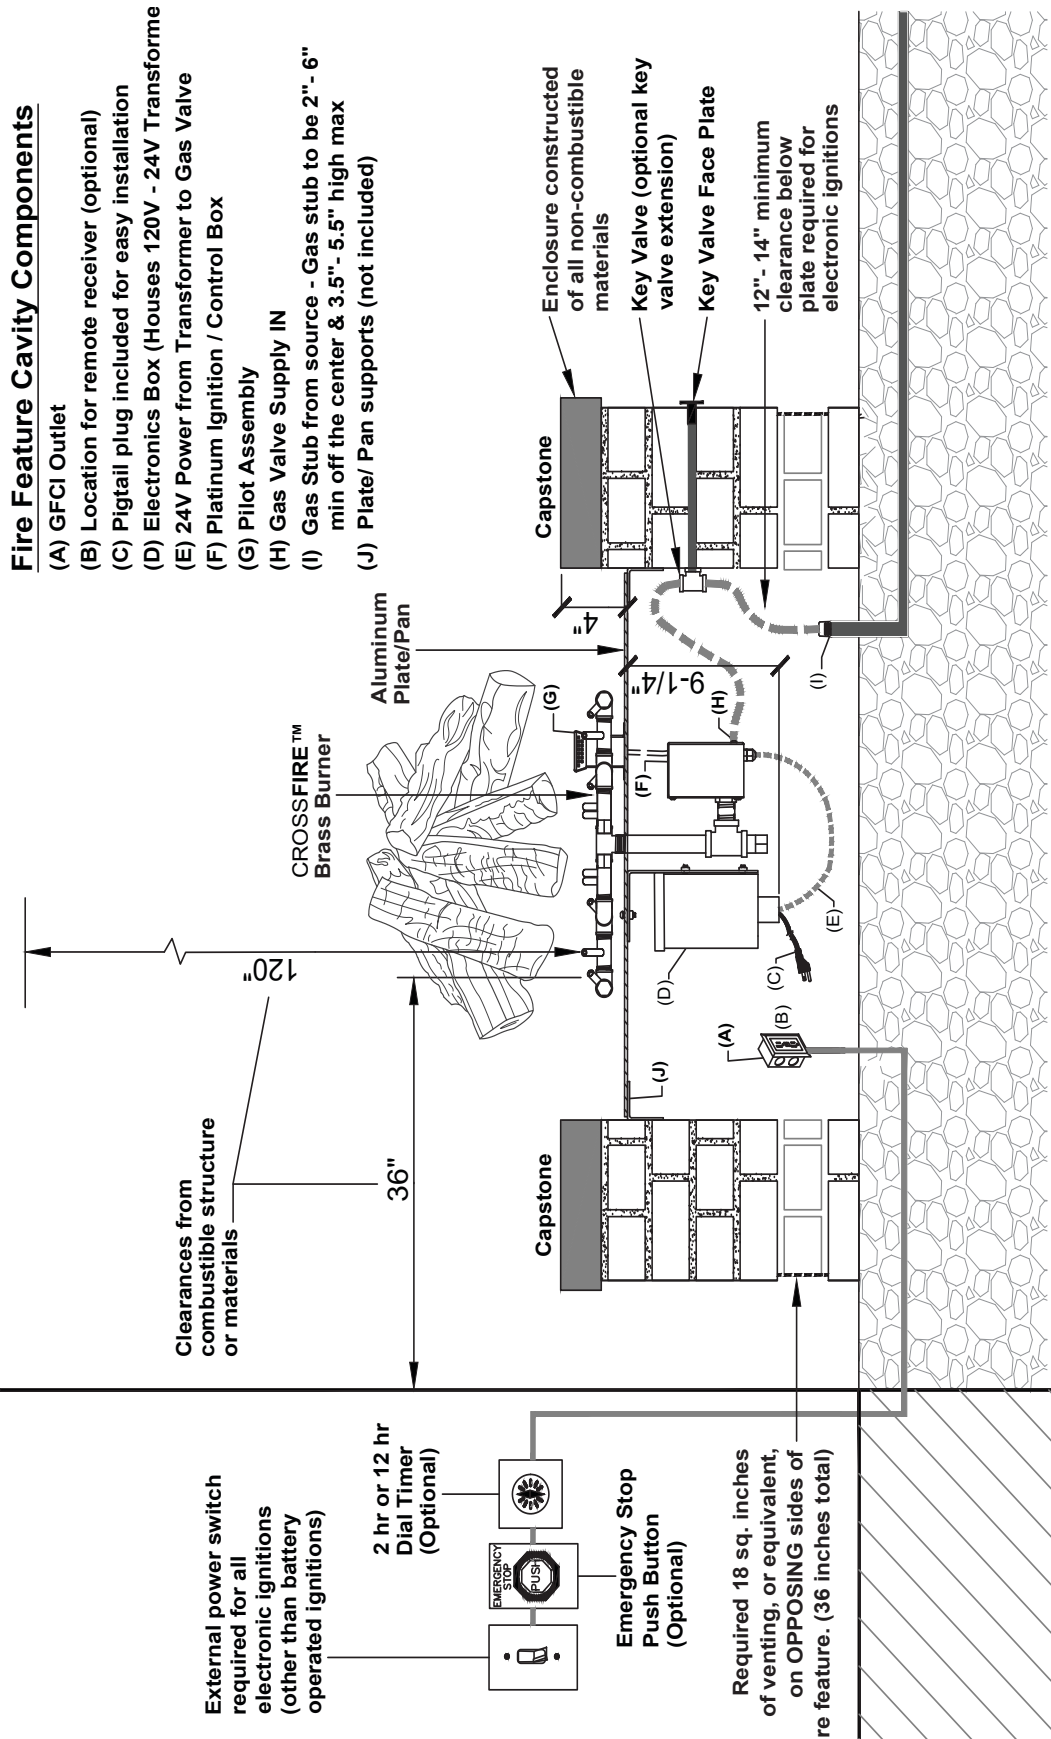 Fire Feature Cavity Components
(A) GFCI Outlet
(B) Location for remote receiver (optional)
(C) Pigtail plug included for easy installation
(D) Electronics Box (Houses 120V - 24V Transforme
(E) 24V Power from Transformer to Gas Valve
(F) Platinum Ignition / Control Box
(G) Pilot Assembly
(H) Gas Valve Supply IN
(I) Gas Stub from source - Gas stub to be 2"- 6"
min off the center & 3.5"- 5.5" high max
(J) Plate/ Pan supports (not included)
Clearances from
combustible structure
or materials
120"
36"
CROSSFIRE™
Brass Burner
Aluminum
Plate/Pan
External power switch
required for all
electronic ignitions
(other than battery
operated ignitions)
2 hr or 12 hr
Dial Timer
(Optional)
EMERGENCY
STOP
PUSH
Emergency Stop
Push Button
(Optional)
Required 18 sq. inches
of venting, or equivalent,
on OPPOSING sides of
re feature. (36 inches total)
Capstone
Capstone
4"
9-1/4"
(A)
(B)
(C)
(D)
(E)
(F)
(G)
(H)
(I)
(J)
Enclosure constructed
of all non-combustible
materials
Key Valve (optional key
valve extension)
Key Valve Face Plate
12"- 14" minimum
clearance below
plate required for
electronic ignitions